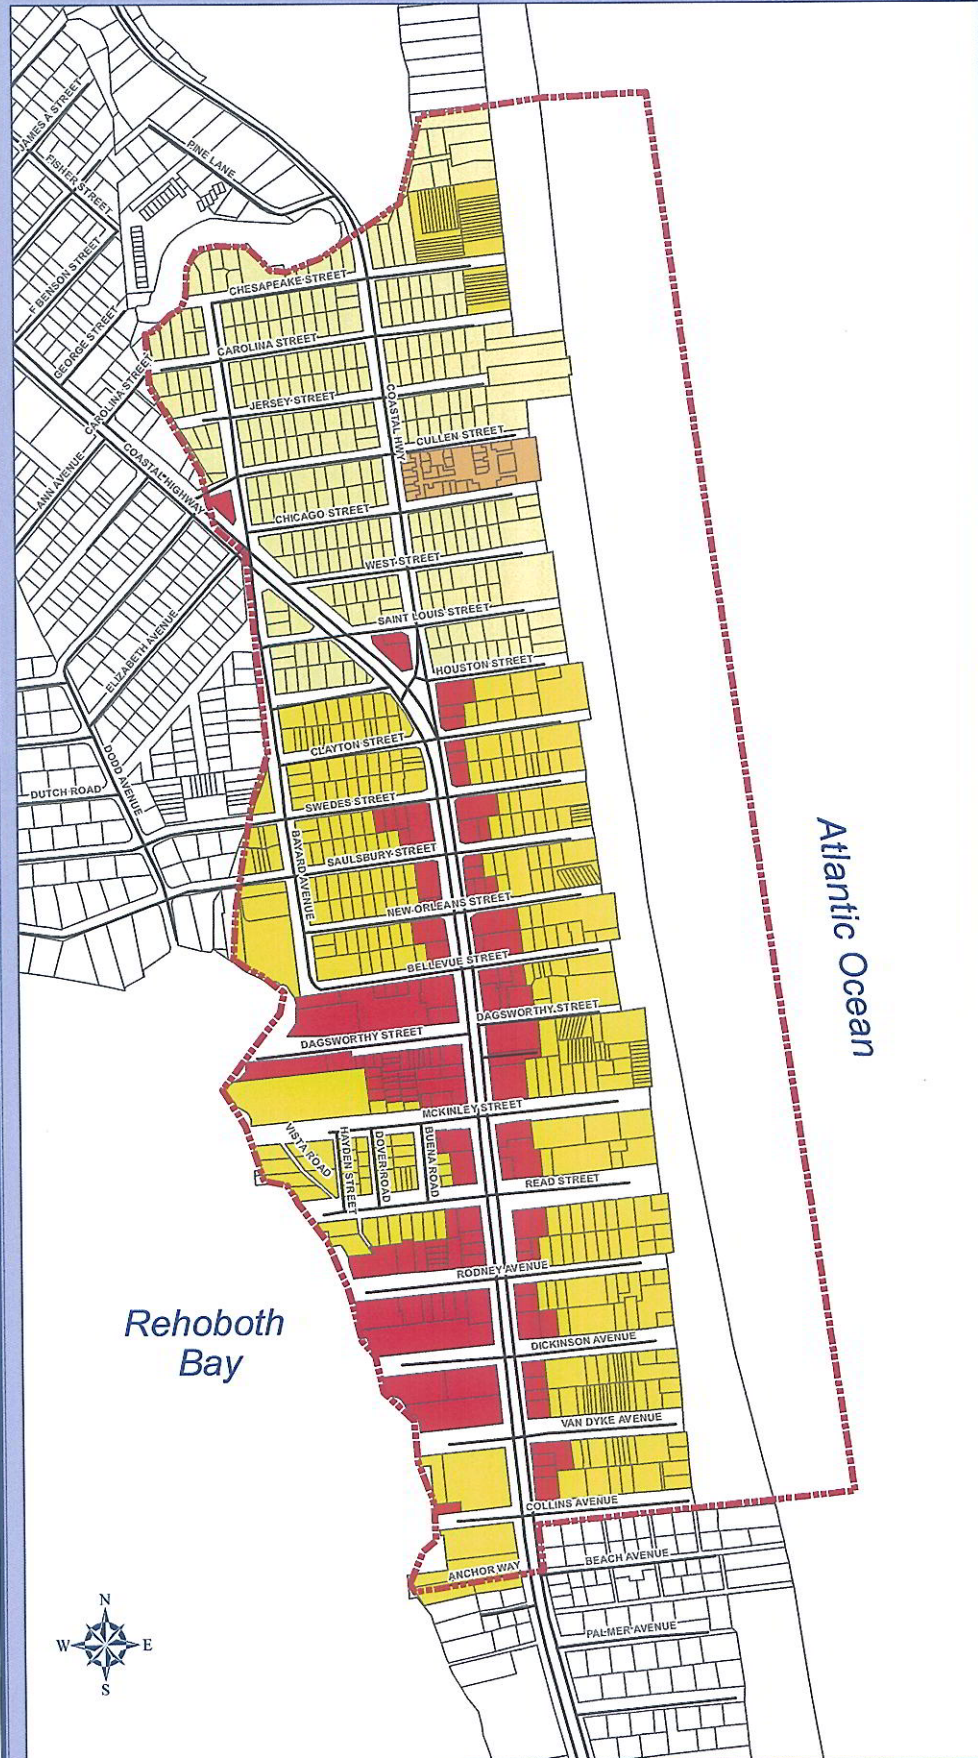 JAMES A STREET
FISHER STREET
PINE LANE
F BENSON STREET
GEORGE STREET
CHESAPEAKE STREET
CAROLINA STREET
CAROLINA STREET
JERSEY STREET
COASTAL HWY
CULLEN STREET
ANN AVENUE
COASTAL HIGHWAY
CHICAGO STREET
WEST STREET
SAINT LOUIS STREET
ELIZABETH AVENUE
HOUSTON STREET
CLAYTON STREET
DODD AVENUE
DUTCH ROAD
SWEDES STREET
BAYARD AVENUE
SAULSBURY STREET
NEW ORLEANS STREET
BELLEVUE STREET
Atlantic Ocean
DAGSWORTHY STREET
DAGSWORTHY STREET
MCKINLEY STREET
VISTA ROAD
HAYDEN STREET
DOVER ROAD
BUENA ROAD
READ STREET
RODNEY AVENUE
Rehoboth
Bay
DICKINSON AVENUE
VAN DYKE AVENUE
COLLINS AVENUE
BEACH AVENUE
ANCHOR WAY
PALMER AVENUE
N
W
E
S